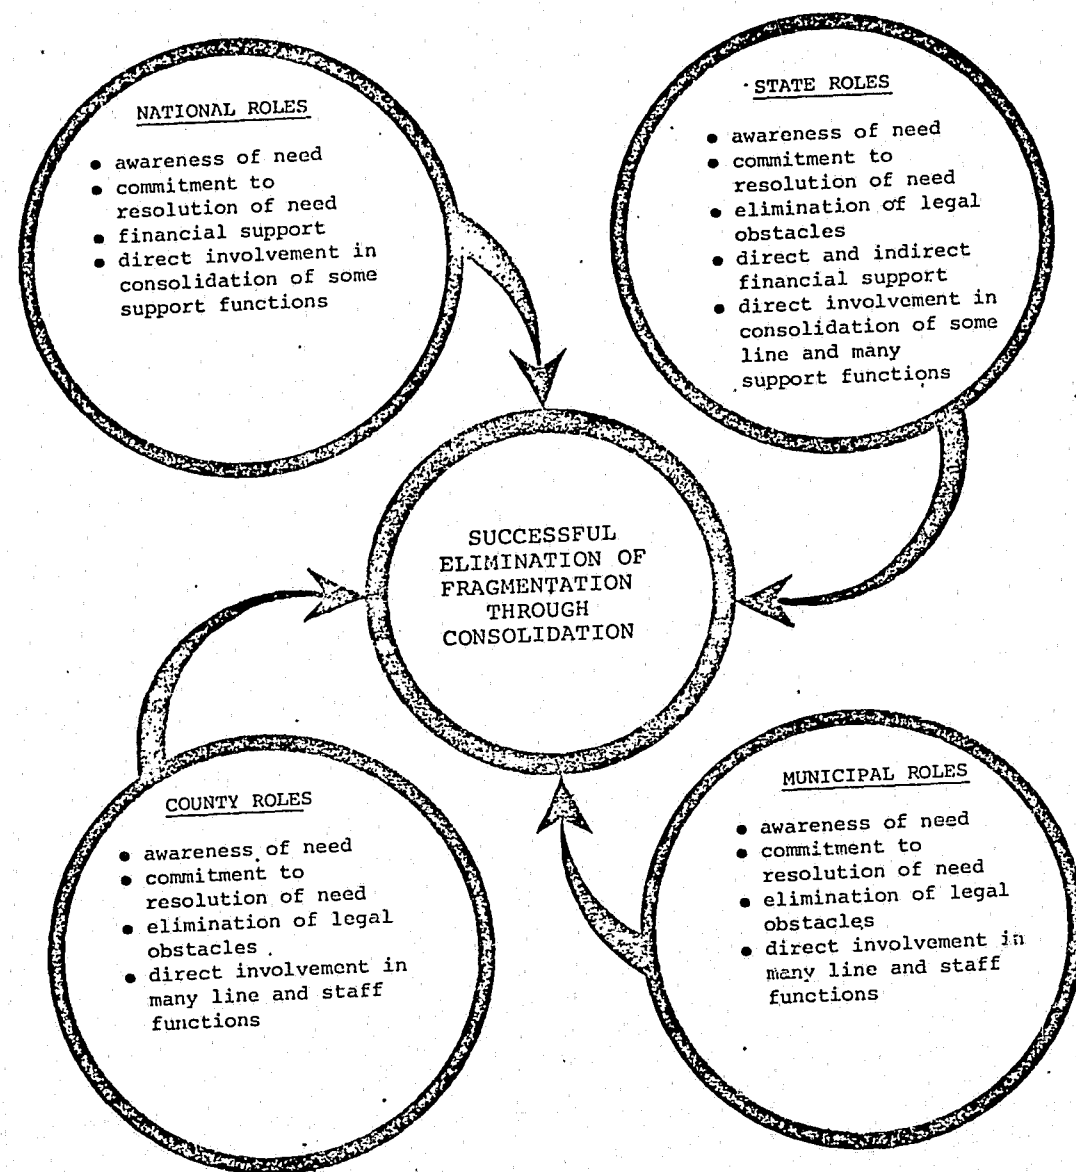 NATIONAL ROLES
• awareness of need
• commitment to
resolution of need
• financial support
• direct involvement in
consolidation of some
support functions
STATE ROLES
• awareness of need
• commitment to
resolution of need
• elimination of legal
obstacles
• direct and indirect
financial support
• direct involvement in
consolidation of some
line and many
support functions
SUCCESSFUL
ELIMINATION OF
FRAGMENTATION
THROUGH
CONSOLIDATION
COUNTY ROLES
• awareness of need
• commitment to
resolution of need
• elimination of legal
obstacles
• direct involvement in
many line and staff
functions
MUNICIPAL ROLES
• awareness of need
• commitment to
resolution of need
• elimination of legal
obstacles
• direct involvement in
many line and staff
functions